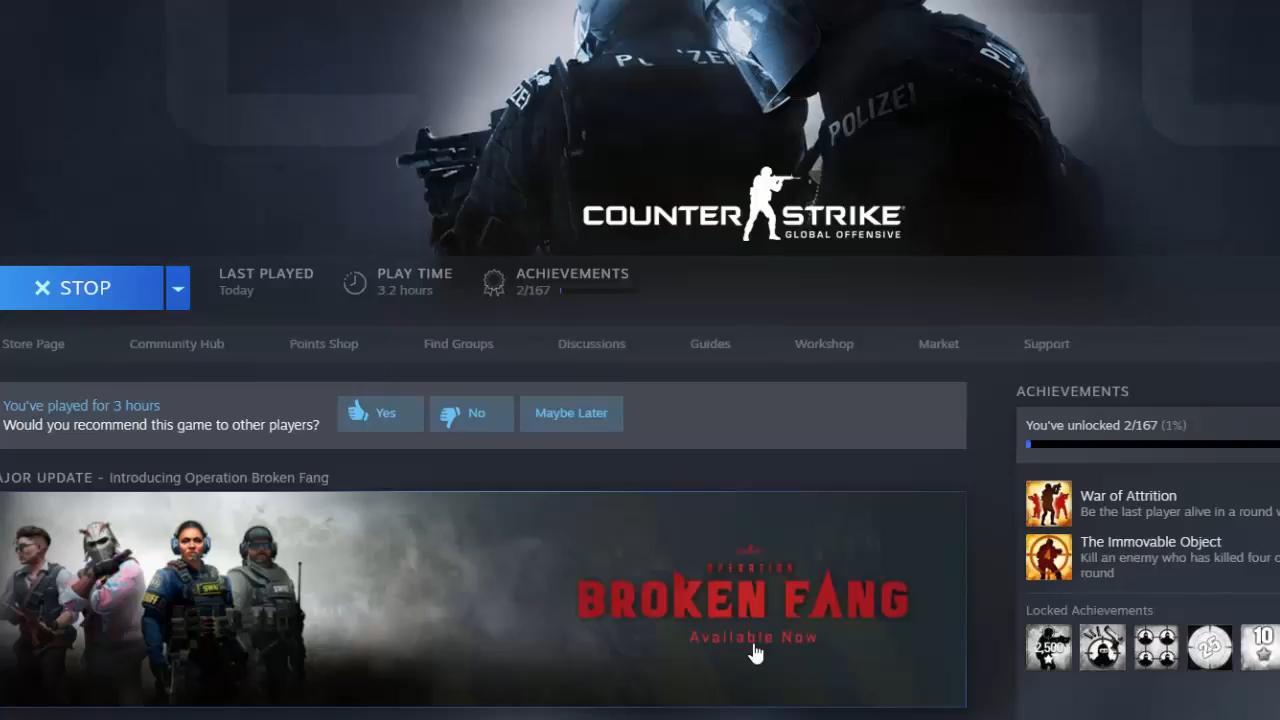 POLIZEI
COUNTER STRIKE
GLOBAL OFFENSIVE
STOP
LAST PLAYED
Today
PLAY TIME
3.2 hours
ACHIEVEMENTS
2/167
Store Page
Community Hub
Points Shop
Find Groups
Discussions
Guides
Workshop
Market
Support
You've played for 3 hours
Would you recommend this game to other players?
Yes
No
Maybe Later
AJOR UPDATE - Introducing Operation Broken Fang
OPERATION
BROKEN FANG
Available Now
ACHIEVEMENTS
You've unlocked 2/167 (1%)
War of Attrition
Be the last player alive in a round
The Immovable Object
Kill an enemy who has killed four
round
Locked Achievements
2,500
25
10